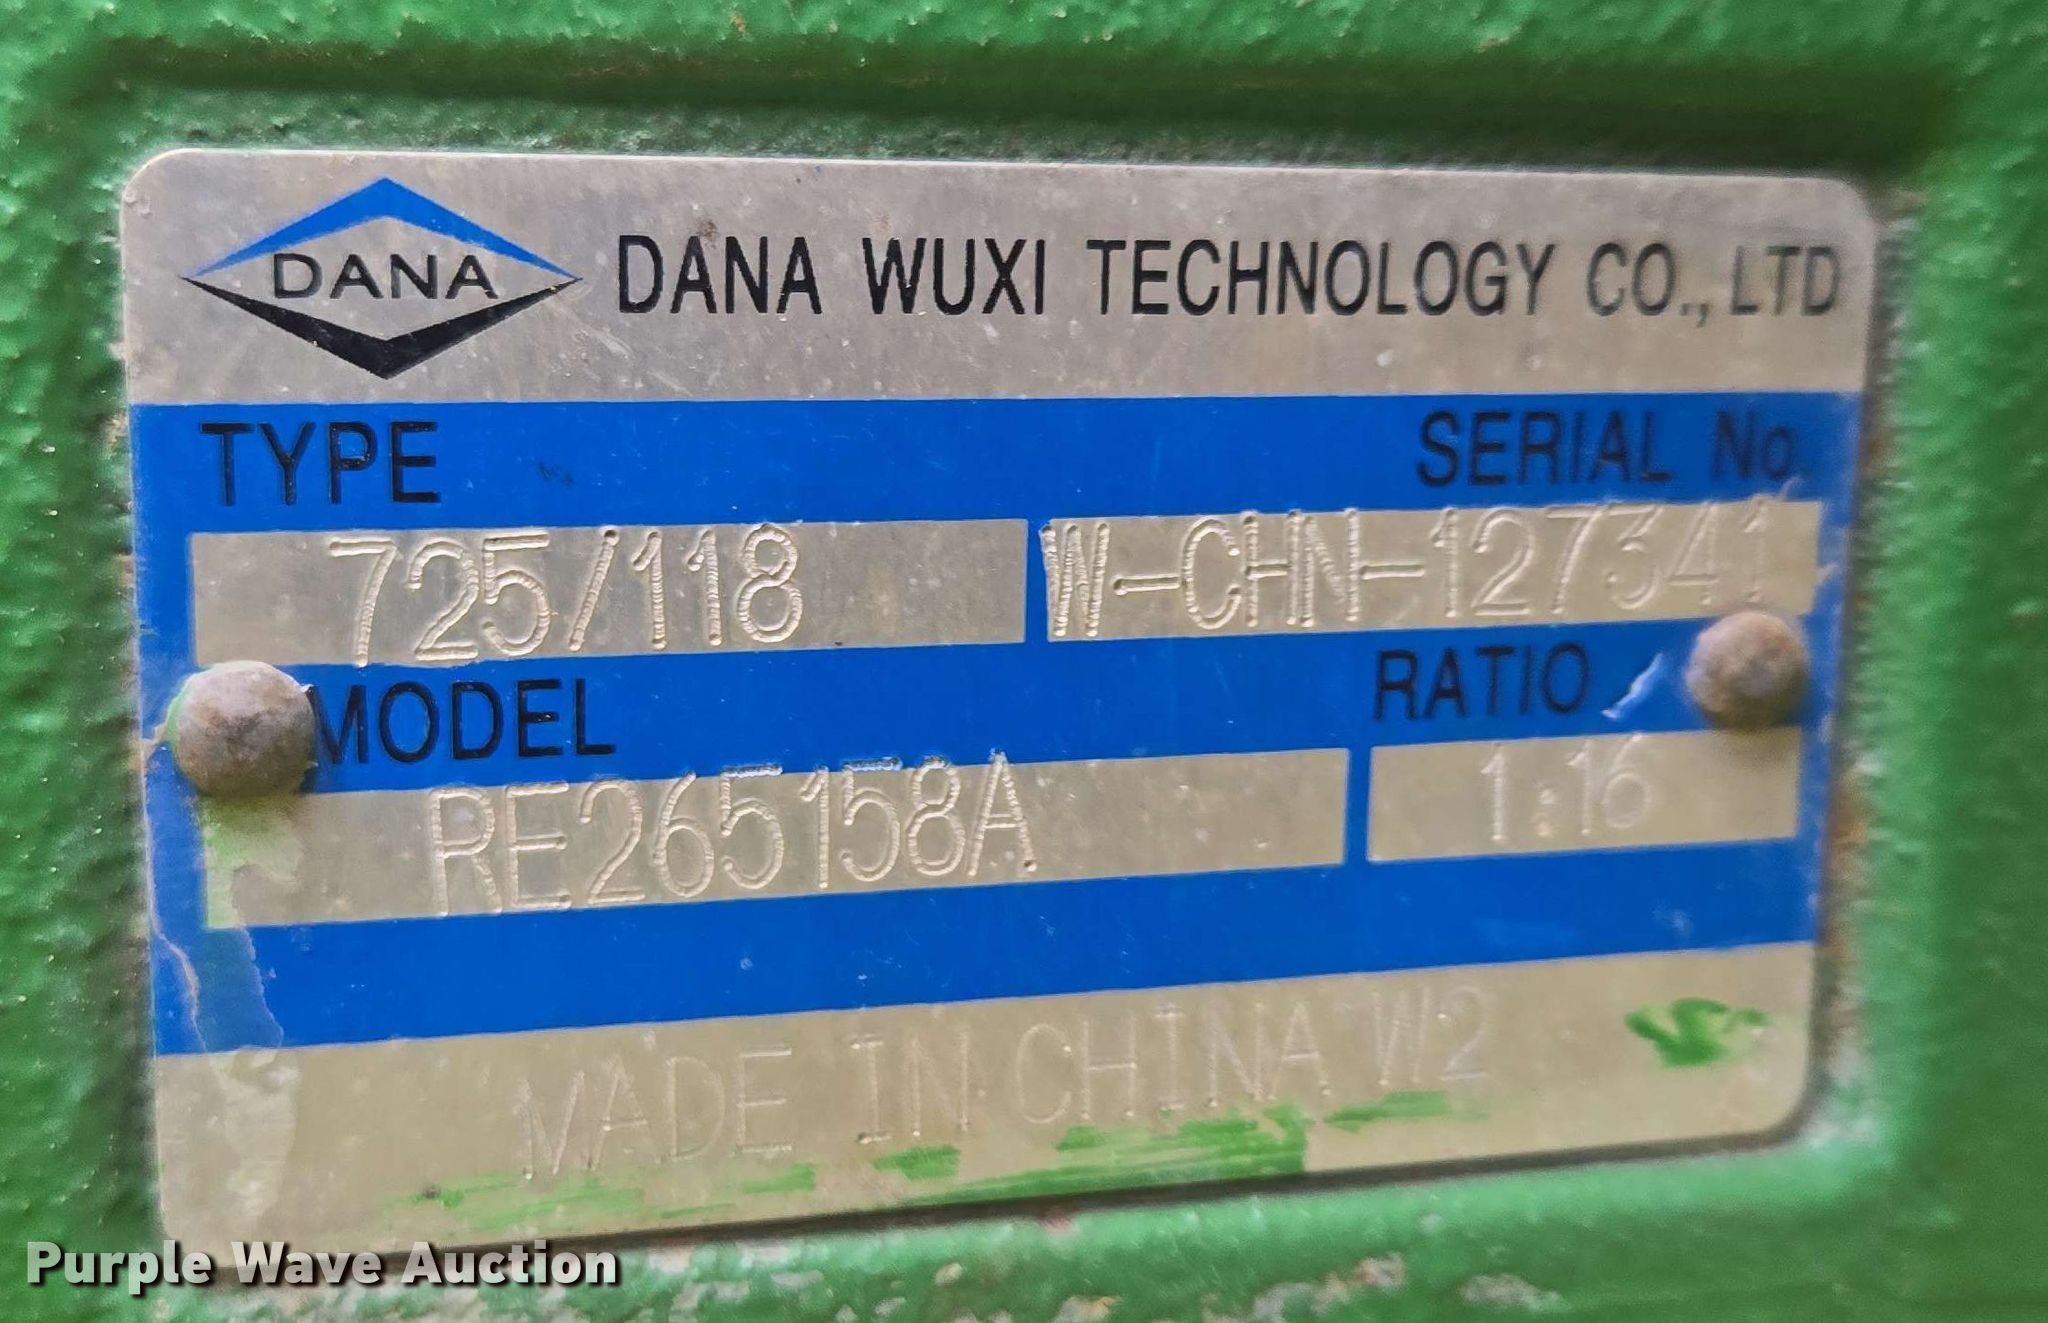 DANA DANA WUXI TECHNOLOGY CO., LTD
TYPE SERIAL No.
725/118 W-CHN-127341
MODEL RATIO
RE265158A 1:16
MADE IN CHINA W2
Purple Wave Auction